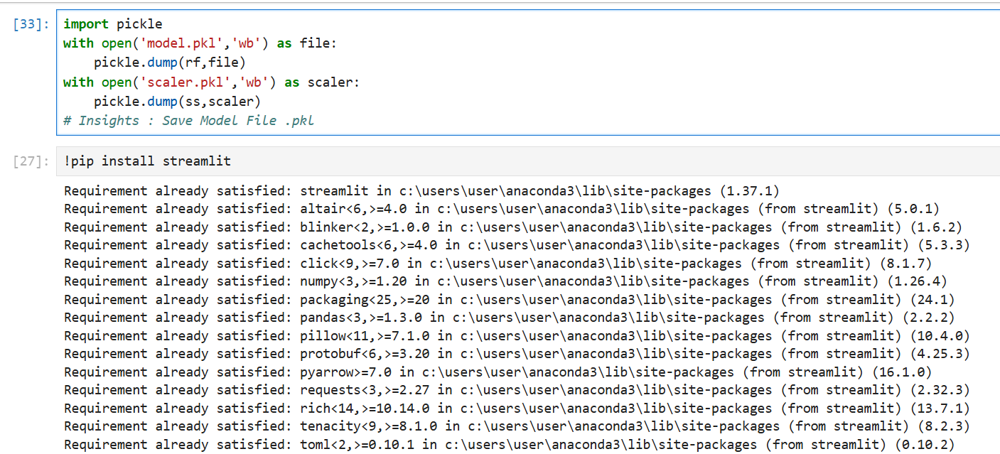 [33]:
import pickle
with open('model.pkl','wb') as file:
    pickle.dump(rf,file)
with open('scaler.pkl','wb') as scaler:
    pickle.dump(ss,scaler)
# Insights : Save Model File .pkl
[27]:
!pip install streamlit
Requirement already satisfied: streamlit in c:\users\user\anaconda3\lib\site-packages (1.37.1)
Requirement already satisfied: altair<6,>=4.0 in c:\users\user\anaconda3\lib\site-packages (from streamlit) (5.0.1)
Requirement already satisfied: blinker<2,>=1.0.0 in c:\users\user\anaconda3\lib\site-packages (from streamlit) (1.6.2)
Requirement already satisfied: cachetools<6,>=4.0 in c:\users\user\anaconda3\lib\site-packages (from streamlit) (5.3.3)
Requirement already satisfied: click<9,>=7.0 in c:\users\user\anaconda3\lib\site-packages (from streamlit) (8.1.7)
Requirement already satisfied: numpy<3,>=1.20 in c:\users\user\anaconda3\lib\site-packages (from streamlit) (1.26.4)
Requirement already satisfied: packaging<25,>=20 in c:\users\user\anaconda3\lib\site-packages (from streamlit) (24.1)
Requirement already satisfied: pandas<3,>=1.3.0 in c:\users\user\anaconda3\lib\site-packages (from streamlit) (2.2.2)
Requirement already satisfied: pillow<11,>=7.1.0 in c:\users\user\anaconda3\lib\site-packages (from streamlit) (10.4.0)
Requirement already satisfied: protobuf<6,>=3.20 in c:\users\user\anaconda3\lib\site-packages (from streamlit) (4.25.3)
Requirement already satisfied: pyarrow>=7.0 in c:\users\user\anaconda3\lib\site-packages (from streamlit) (16.1.0)
Requirement already satisfied: requests<3,>=2.27 in c:\users\user\anaconda3\lib\site-packages (from streamlit) (2.32.3)
Requirement already satisfied: rich<14,>=10.14.0 in c:\users\user\anaconda3\lib\site-packages (from streamlit) (13.7.1)
Requirement already satisfied: tenacity<9,>=8.1.0 in c:\users\user\anaconda3\lib\site-packages (from streamlit) (8.2.3)
Requirement already satisfied: toml<2,>=0.10.1 in c:\users\user\anaconda3\lib\site-packages (from streamlit) (0.10.2)